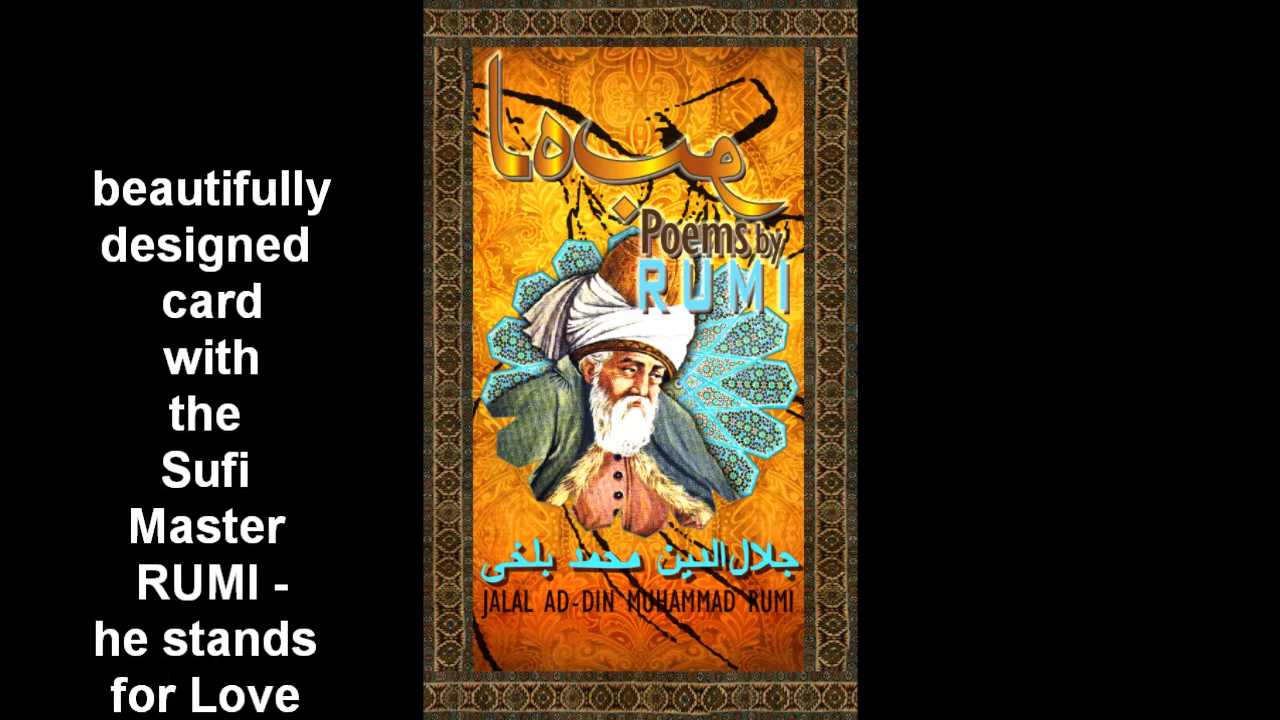 beautifully
designed
card
with
the
Sufi
Master
RUMI -
he stands
for Love
Love
Poems by
RUMI
جلال‌الدین محمد بلخی
JALAL AD-DIN MUHAMMAD RUMI